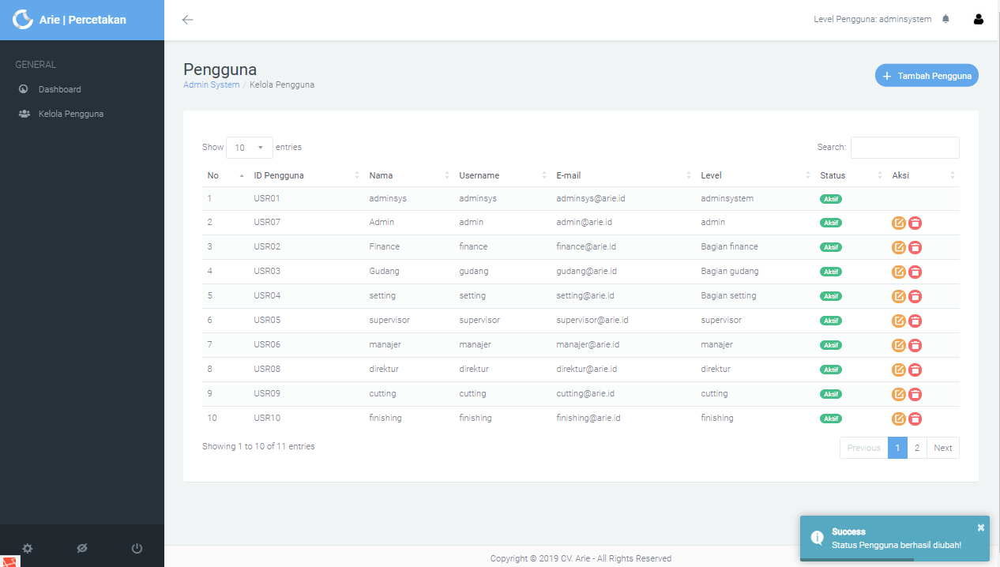 Arie | Percetakan
Level Pengguna: adminsystem
GENERAL
Dashboard
Kelola Pengguna
Pengguna
Admin System / Kelola Pengguna
+ Tambah Pengguna
Show 10 entries
Search:
No ID Pengguna Nama Username E-mail Level Status Aksi
1 USR01 adminsys adminsys adminsys@arie.id adminsystem Aktif
2 USR07 Admin admin admin@arie.id admin Aktif
3 USR02 Finance finance finance@arie.id Bagian finance Aktif
4 USR03 Gudang gudang gudang@arie.id Bagian gudang Aktif
5 USR04 setting setting setting@arie.id Bagian setting Aktif
6 USR05 supervisor supervisor supervisor@arie.id supervisor Aktif
7 USR06 manajer manajer manajer@arie.id manajer Aktif
8 USR08 direktur direktur direktur@arie.id direktur Aktif
9 USR09 cutting cutting cutting@arie.id cutting Aktif
10 USR10 finishing finishing finishing@arie.id finishing Aktif
Showing 1 to 10 of 11 entries
Previous 1 2 Next
Success
Status Pengguna berhasil diubah!
Copyright © 2019 CV. Arie - All Rights Reserved